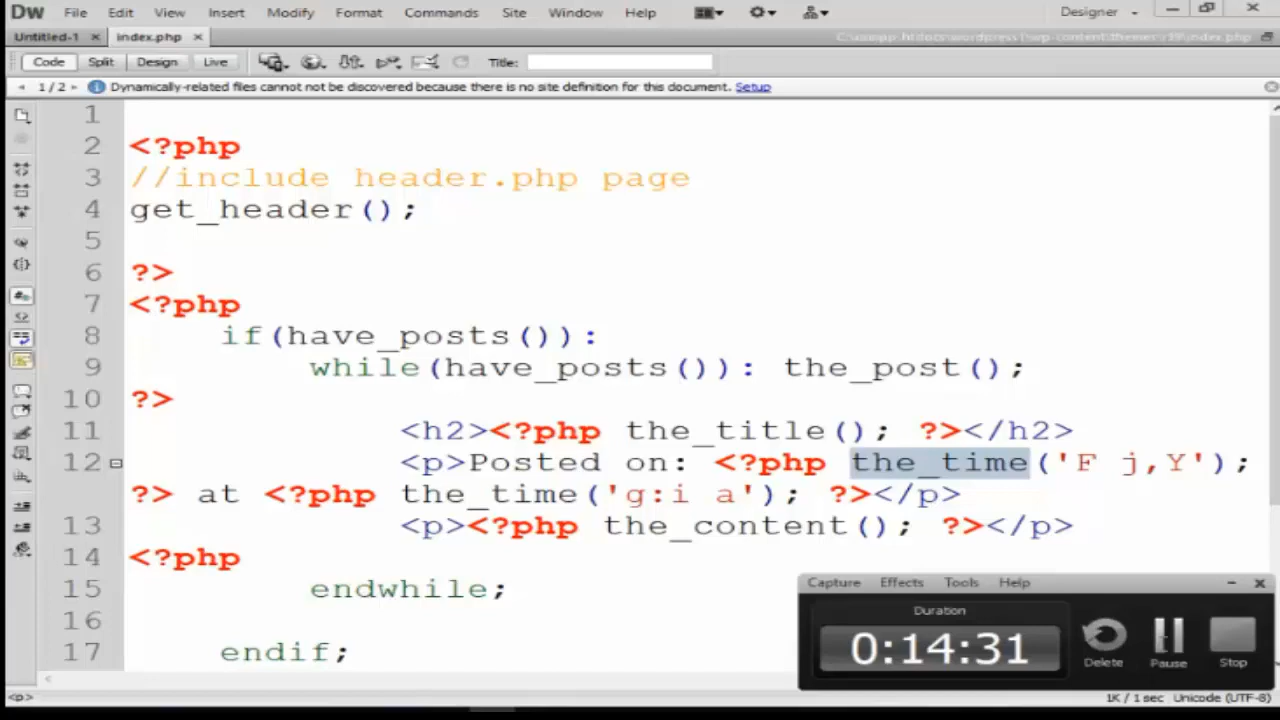 DW File Edit View Insert Modify Format Commands Site Window Help Designer
Untitled-1 × index.php ×
Code Split Design Live Title:
1 / 2 Dynamically-related files cannot not be discovered because there is no site definition for this document. Setup
1
2 <?php
3 //include header.php page
4 get_header();
5
6 ?>
7 <?php
8 if(have_posts()):
9 while(have_posts()): the_post();
10 ?>
11 <h2><?php the_title(); ?></h2>
12 <p>Posted on: <?php the_time('F j,Y');
?> at <?php the_time('g:i a'); ?></p>
13 <p><?php the_content(); ?></p>
14 <?php
15 endwhile;
16
17 endif;
Capture Effects Tools Help
Duration
0:14:31
Delete Pause Stop
<p> 1K / 1 sec Unicode (UTF-8)